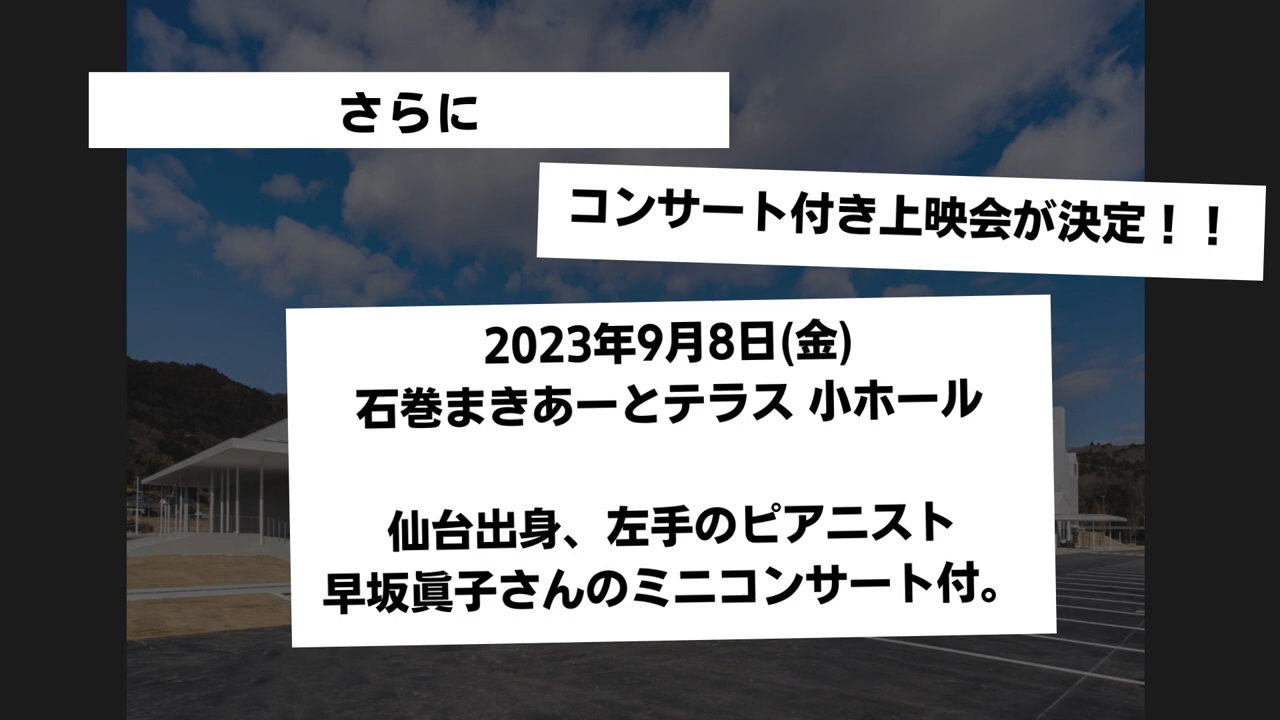 さらに
コンサート付き上映会が決定！！
2023年9月8日(金)
石巻まきあーとテラス 小ホール
仙台出身、左手のピアニスト
早坂眞子さんのミニコンサート付。